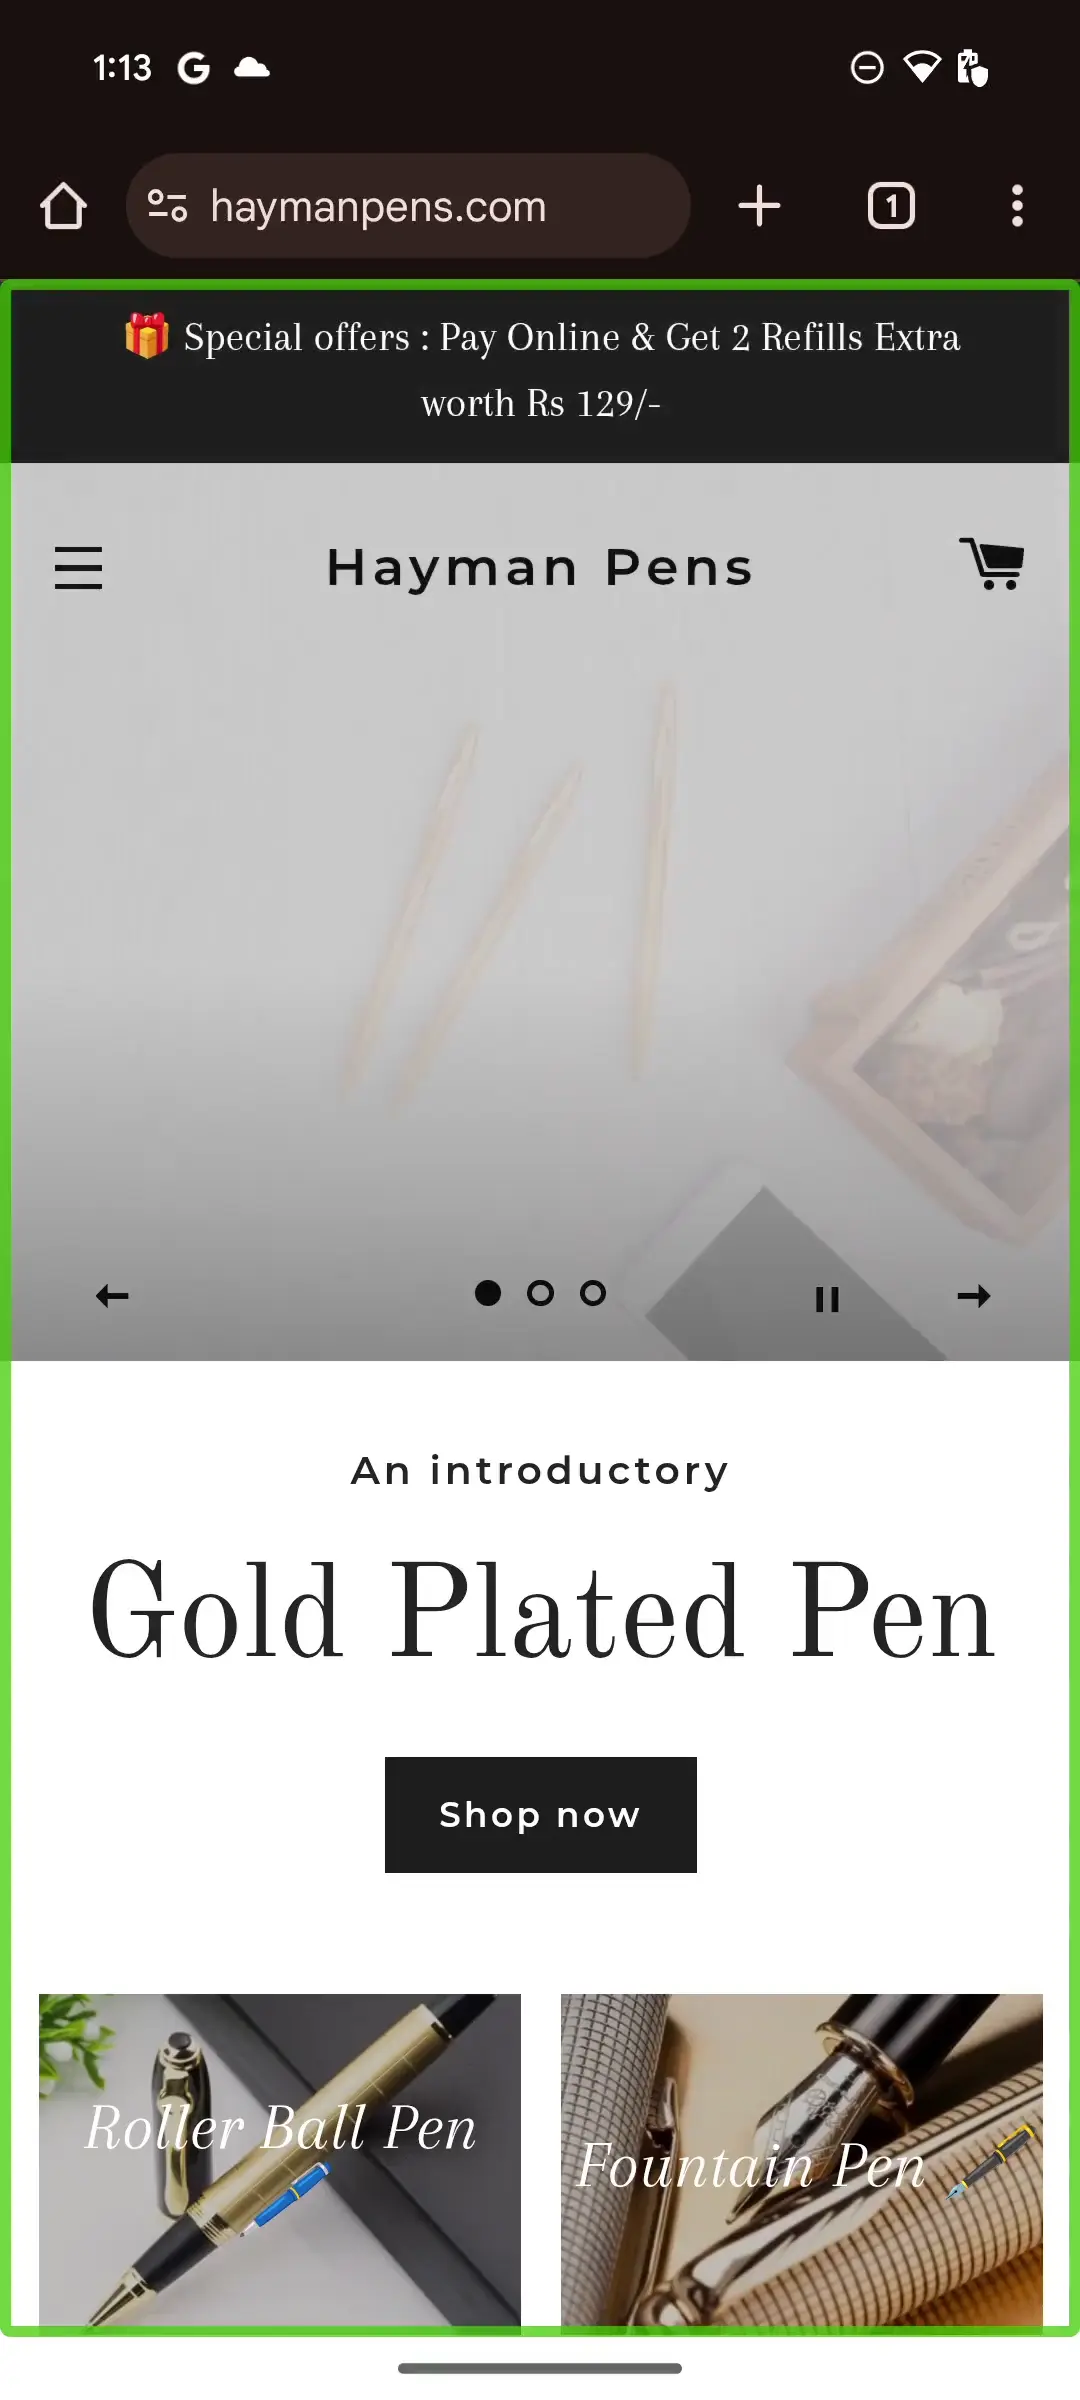 1:13
haymanpens.com
1
🎁 Special offers : Pay Online & Get 2 Refills Extra
worth Rs 129/-
Hayman Pens
An introductory
Gold Plated Pen
Shop now
Roller Ball Pen
Fountain Pen